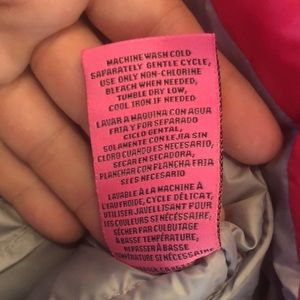 MACHINE WASH COLD
SAPARATELY GENTLE CYCLE,
USE ONLY NON-CHLORINE
BLEACH WHEN NEEDED,
TUMBLE DRY LOW,
COOL IRON IF NEEDED
LAVAR A MAQUINA CON AGUA
FRIA Y POR SEPARADO
CICLO GENTAL,
SOLAMENTE CON LEJIA SIN
CLORO CUANDO ES NECESARIO,
SECAR EN SECADORA,
PLANCHAR CON PLANCHA FRIA
SEES NECESARIO
LAVABLE À LA MACHINE À
L'EAU FROIDE, CYCLE DÉLICAT,
UTILISER JAVELLISANT POUR
LES COULEURS SI NÉCESSAIRE,
SÉCHER PAR CULBUTAGE
À BASSE TEMPÉRATURE,
REPASSER À BASSE
TEMPÉRATURE SI NÉCESSAIRE